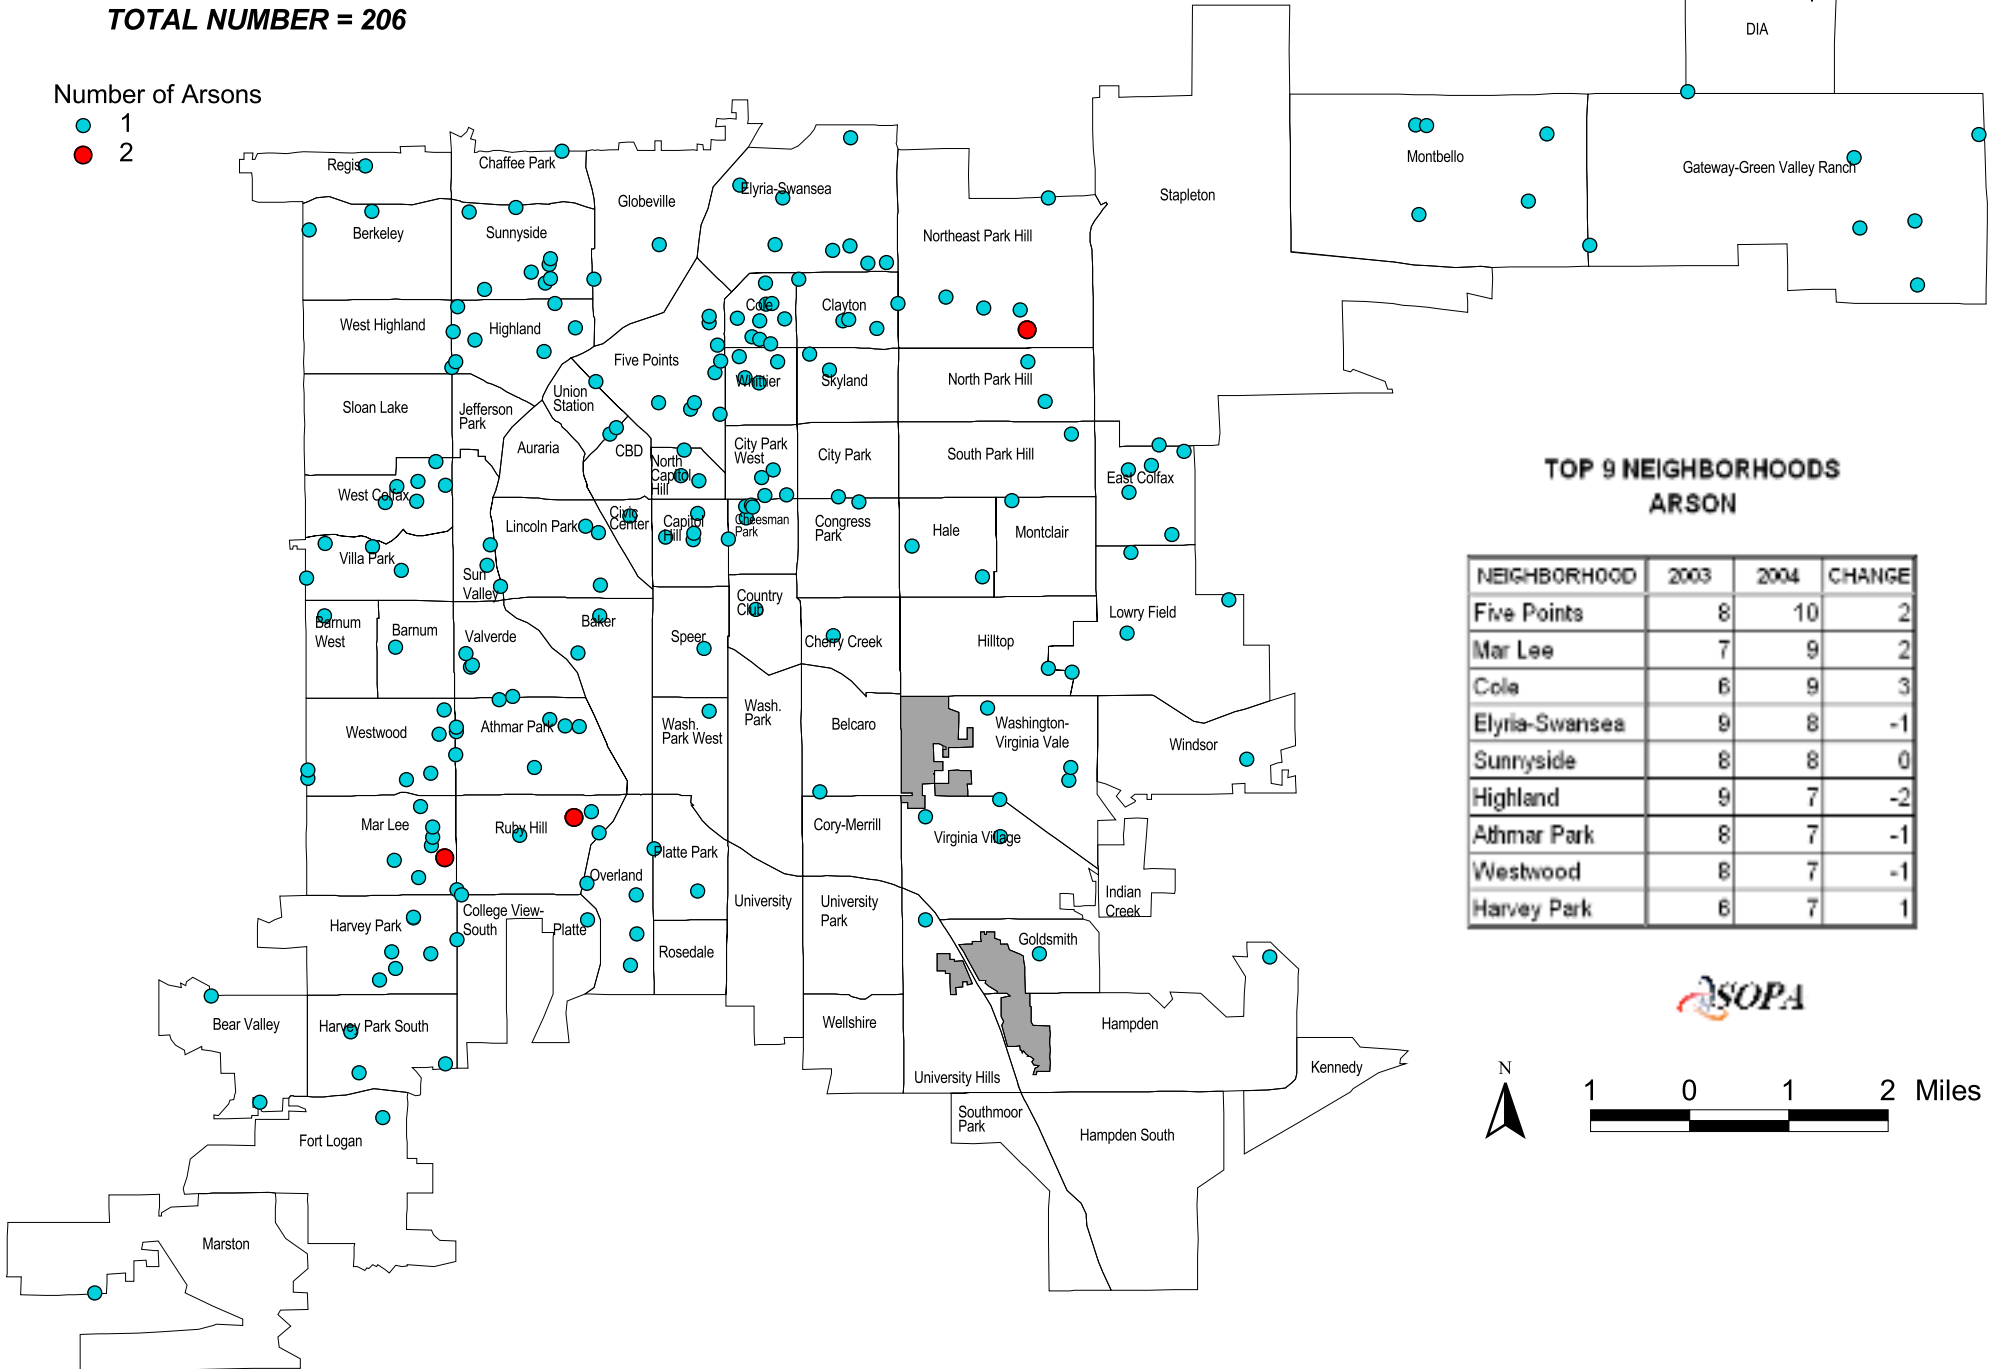 TOTAL NUMBER = 206
Number of Arsons
1
2
DIA
Regis
Chaffee Park
Globeville
Elyria-Swansea
Stapleton
Montbello
Gateway-Green Valley Ranch
Berkeley
Sunnyside
Northeast Park Hill
West Highland
Highland
Cole
Clayton
Five Points
Whittier
Skyland
North Park Hill
Sloan Lake
Jefferson
Park
Union
Station
Auraria
CBD
North
Capitol
Hill
City Park
West
City Park
South Park Hill
East Colfax
West Colfax
Lincoln Park
Civic
Center
Capitol
Hill
Cheesman
Park
Congress
Park
Hale
Montclair
Villa Park
Sun
Valley
Country
Club
Lowry Field
Barnum
West
Barnum
Valverde
Baker
Speer
Cherry Creek
Hilltop
Westwood
Athmar Park
Wash.
Park West
Wash.
Park
Belcaro
Washington-
Virginia Vale
Windsor
Mar Lee
Ruby Hill
Platte Park
Cory-Merrill
Virginia Village
Overland
University
University
Park
Indian
Creek
Harvey Park
College View-
South
Platte
Rosedale
Goldsmith
Bear Valley
Harvey Park South
Wellshire
Hampden
University Hills
Kennedy
Fort Logan
Southmoor
Park
Hampden South
Marston
TOP 9 NEIGHBORHOODS
ARSON
NEIGHBORHOOD 2003 2004 CHANGE
Five Points 8 10 2
Mar Lee 7 9 2
Cole 6 9 3
Elyria-Swansea 9 8 -1
Sunnyside 8 8 0
Highland 9 7 -2
Athmar Park 8 7 -1
Westwood 8 7 -1
Harvey Park 6 7 1
SOPA
N
1 0 1 2 Miles